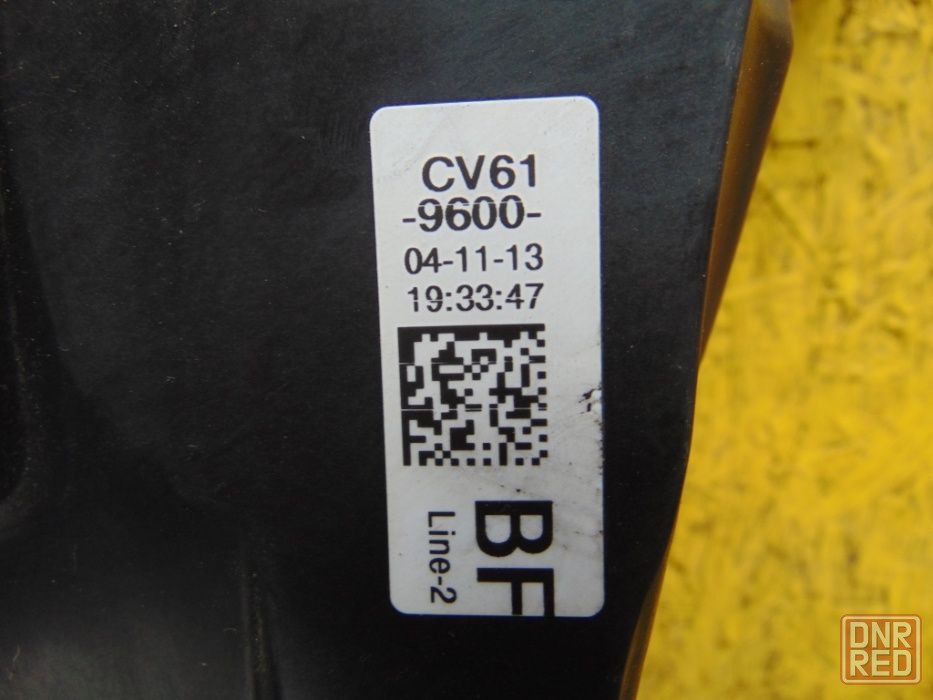 CV61
-9600-
04-11-13
19:33:47
BF
Line-2
DNR
RED